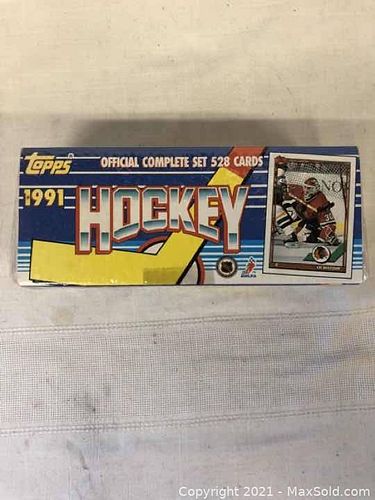 topps
OFFICIAL COMPLETE SET 528 CARDS
1991
HOCKEY
Copyright © 2021 - MaxSold.com